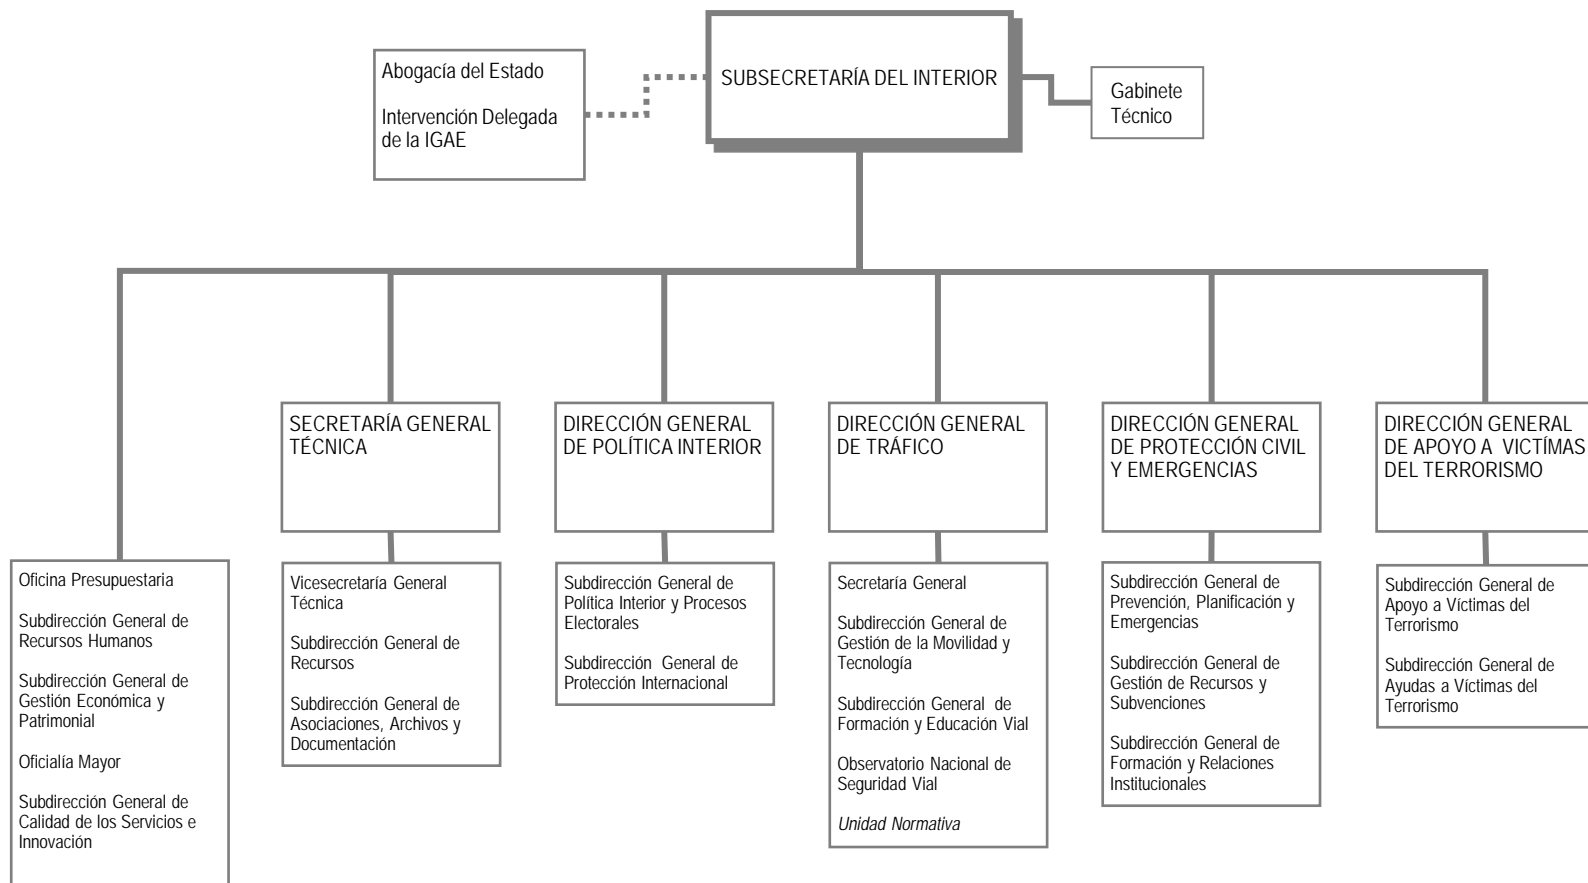 Abogacía del Estado
Intervención Delegada
de la IGAE
SUBSECRETARÍA DEL INTERIOR
Gabinete
Técnico
SECRETARÍA GENERAL
TÉCNICA
DIRECCIÓN GENERAL
DE POLÍTICA INTERIOR
DIRECCIÓN GENERAL
DE TRÁFICO
DIRECCIÓN GENERAL
DE PROTECCIÓN CIVIL
Y EMERGENCIAS
DIRECCIÓN GENERAL
DE APOYO A VICTÍMAS
DEL TERRORISMO
Oficina Presupuestaria
Subdirección General de
Recursos Humanos
Subdirección General de
Gestión Económica y
Patrimonial
Oficialía Mayor
Subdirección General de
Calidad de los Servicios e
Innovación
Vicesecretaría General
Técnica
Subdirección General de
Recursos
Subdirección General de
Asociaciones, Archivos y
Documentación
Subdirección General de
Política Interior y Procesos
Electorales
Subdirección General de
Protección Internacional
Secretaría General
Subdirección General de
Gestión de la Movilidad y
Tecnología
Subdirección General de
Formación y Educación Vial
Observatorio Nacional de
Seguridad Vial
Unidad Normativa
Subdirección General de
Prevención, Planificación y
Emergencias
Subdirección General de
Gestión de Recursos y
Subvenciones
Subdirección General de
Formación y Relaciones
Institucionales
Subdirección General de
Apoyo a Víctimas del
Terrorismo
Subdirección General de
Ayudas a Víctimas del
Terrorismo